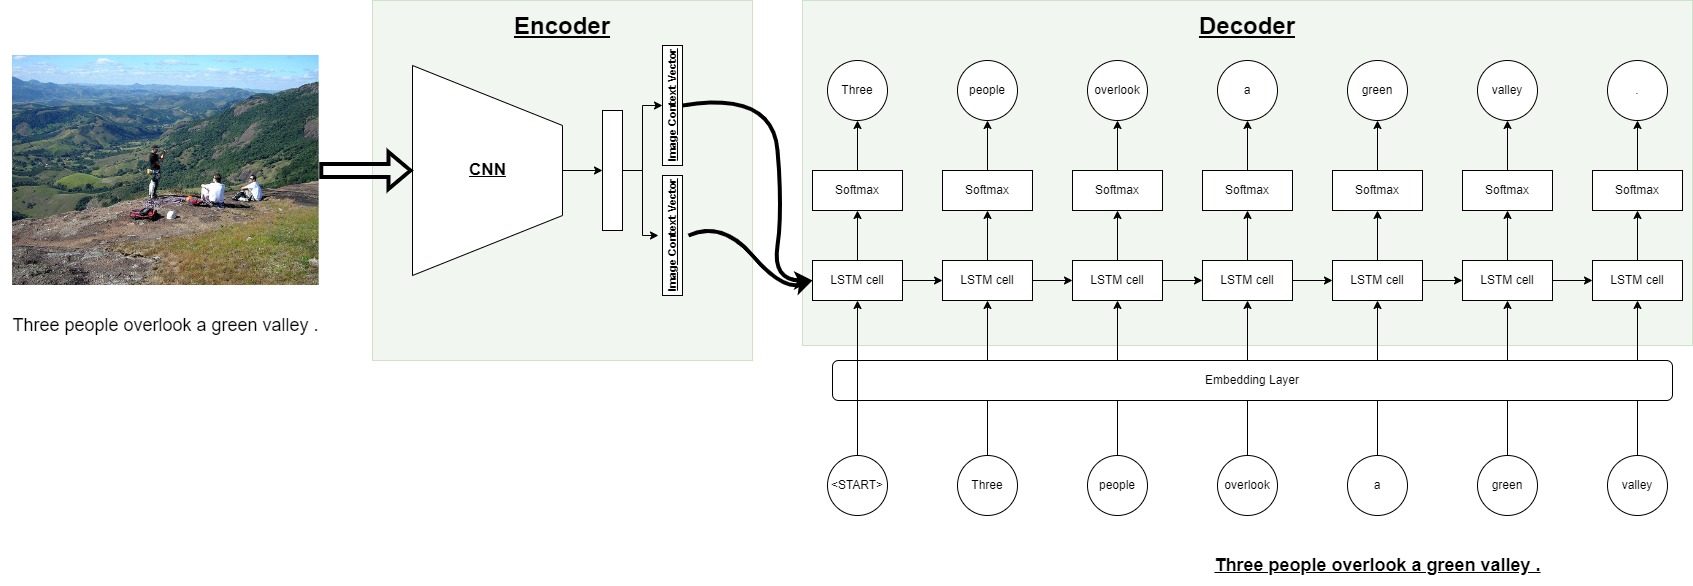 Encoder
Decoder
Three people overlook a green valley .
CNN
Image Context Vector
Image Context Vector
Three people overlook a green valley .
Softmax Softmax Softmax Softmax Softmax Softmax Softmax
LSTM cell LSTM cell LSTM cell LSTM cell LSTM cell LSTM cell LSTM cell
Embedding Layer
<START> Three people overlook a green valley
Three people overlook a green valley .